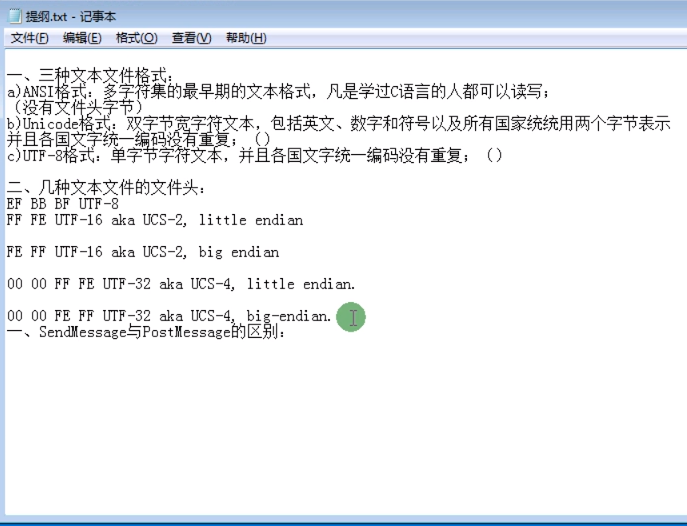 提纲.txt - 记事本
文件(F) 编辑(E) 格式(O) 查看(V) 帮助(H)
一、三种文本文件格式:
a)ANSI格式: 多字符集的最早期的文本格式, 凡是学过C语言的人都可以读写;
(没有文件头字节)
b)Unicode格式: 双字节宽字符文本, 包括英文、数字和符号以及所有国家统统用两个字节表示
并且各国文字统一编码没有重复; ()
c)UTF-8格式: 单字节字符文本, 并且各国文字统一编码没有重复; ()
二、几种文本文件的文件头:
EF BB BF UTF-8
FF FE UTF-16 aka UCS-2, little endian
FE FF UTF-16 aka UCS-2, big endian
00 00 FF FE UTF-32 aka UCS-4, little endian.
00 00 FE FF UTF-32 aka UCS-4, big-endian.
一、SendMessage与PostMessage的区别: